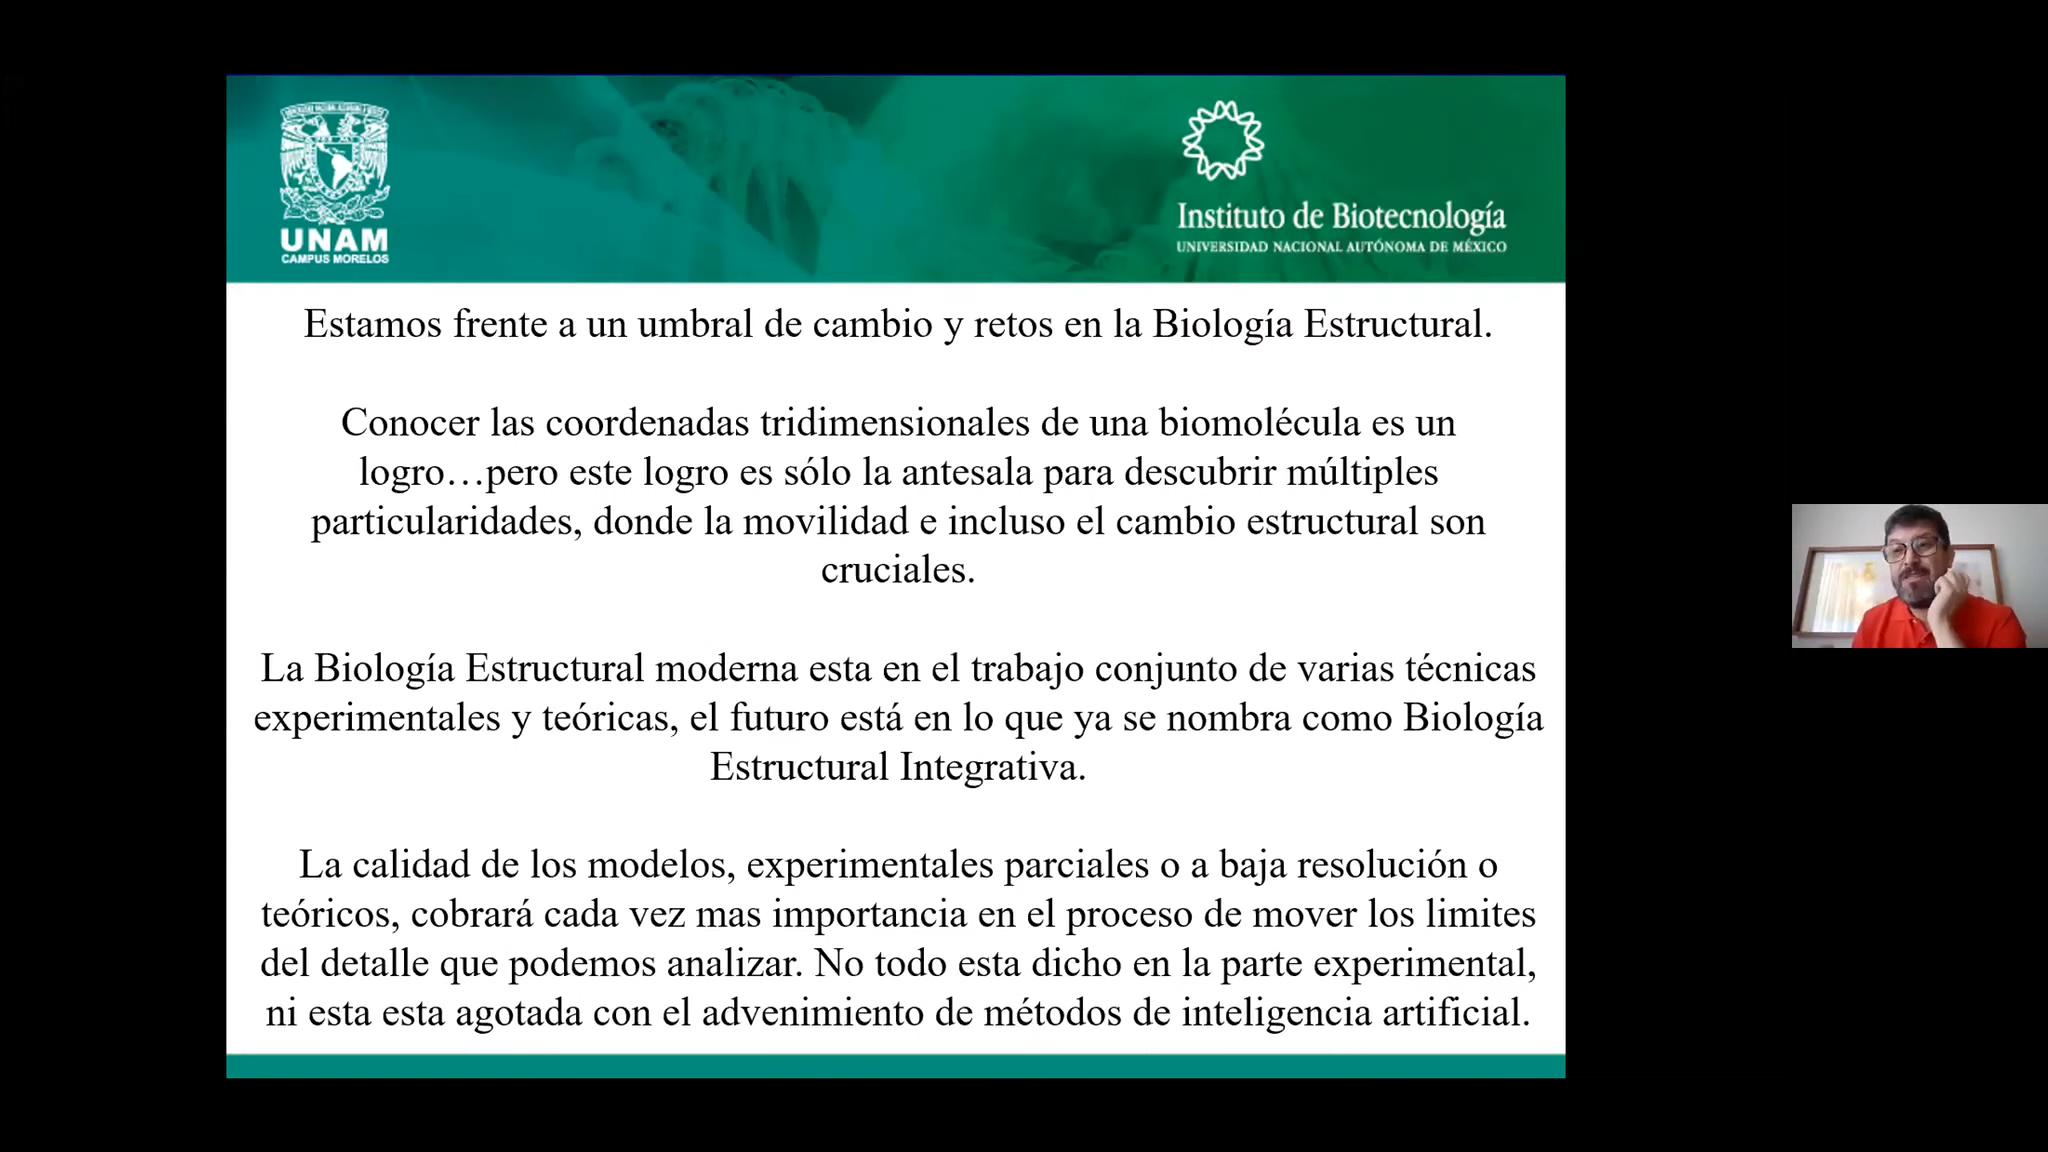 UNAM
CAMPUS MORELOS
Instituto de Biotecnología
UNIVERSIDAD NACIONAL AUTÓNOMA DE MÉXICO
Estamos frente a un umbral de cambio y retos en la Biología Estructural.
Conocer las coordenadas tridimensionales de una biomolécula es un
logro…pero este logro es sólo la antesala para descubrir múltiples
particularidades, donde la movilidad e incluso el cambio estructural son
cruciales.
La Biología Estructural moderna esta en el trabajo conjunto de varias técnicas
experimentales y teóricas, el futuro está en lo que ya se nombra como Biología
Estructural Integrativa.
La calidad de los modelos, experimentales parciales o a baja resolución o
teóricos, cobrará cada vez mas importancia en el proceso de mover los limites
del detalle que podemos analizar. No todo esta dicho en la parte experimental,
ni esta esta agotada con el advenimiento de métodos de inteligencia artificial.